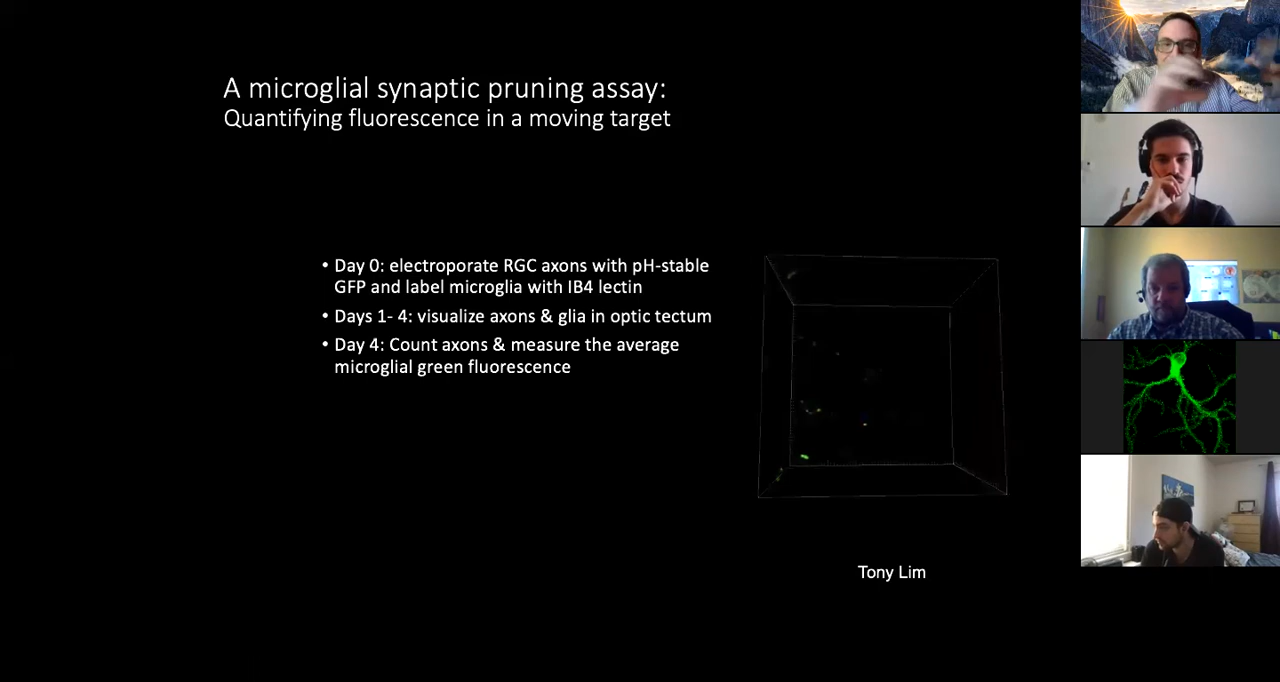 A microglial synaptic pruning assay:
Quantifying fluorescence in a moving target
• Day 0: electroporate RGC axons with pH-stable
GFP and label microglia with IB4 lectin
• Days 1- 4: visualize axons & glia in optic tectum
• Day 4: Count axons & measure the average
microglial green fluorescence
Tony Lim